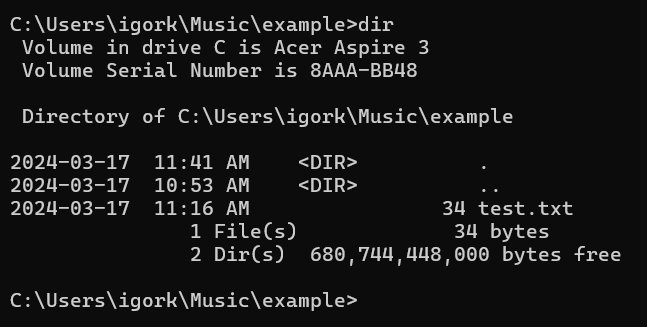 C:\Users\igork\Music\example>dir
 Volume in drive C is Acer Aspire 3
 Volume Serial Number is 8AAA-BB48

 Directory of C:\Users\igork\Music\example

2024-03-17  11:41 AM    <DIR>          .
2024-03-17  10:53 AM    <DIR>          ..
2024-03-17  11:16 AM                34 test.txt
               1 File(s)             34 bytes
               2 Dir(s)  680,744,448,000 bytes free

C:\Users\igork\Music\example>